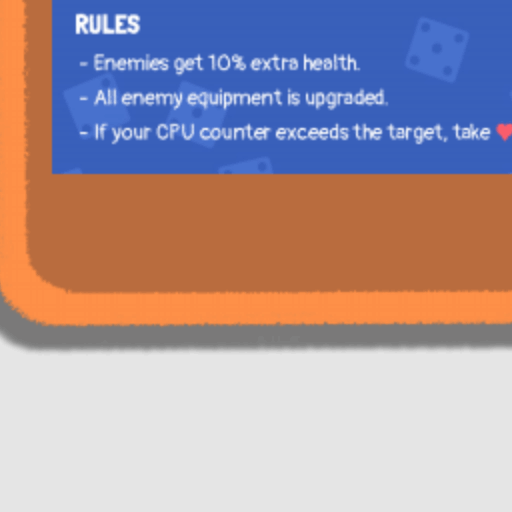 RULES
- Enemies get 10% extra health.
- All enemy equipment is upgraded.
- If your CPU counter exceeds the target, take ♥